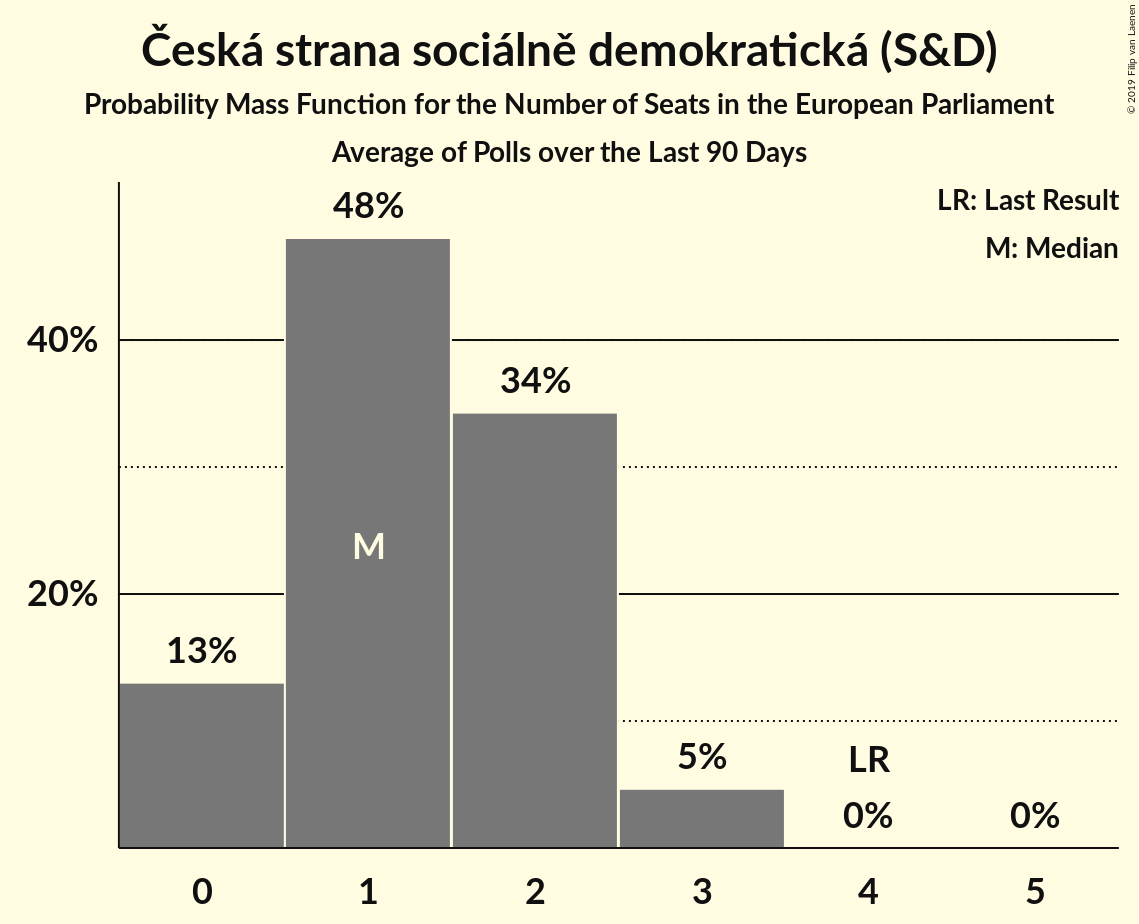 Česká strana sociálně demokratická (S&D)
Probability Mass Function for the Number of Seats in the European Parliament
Average of Polls over the Last 90 Days
© 2019 Filip van Laenen
LR: Last Result
M: Median
48%
40%
34%
M
20%
13%
5%
LR
0%
0%
0
1
2
3
4
5